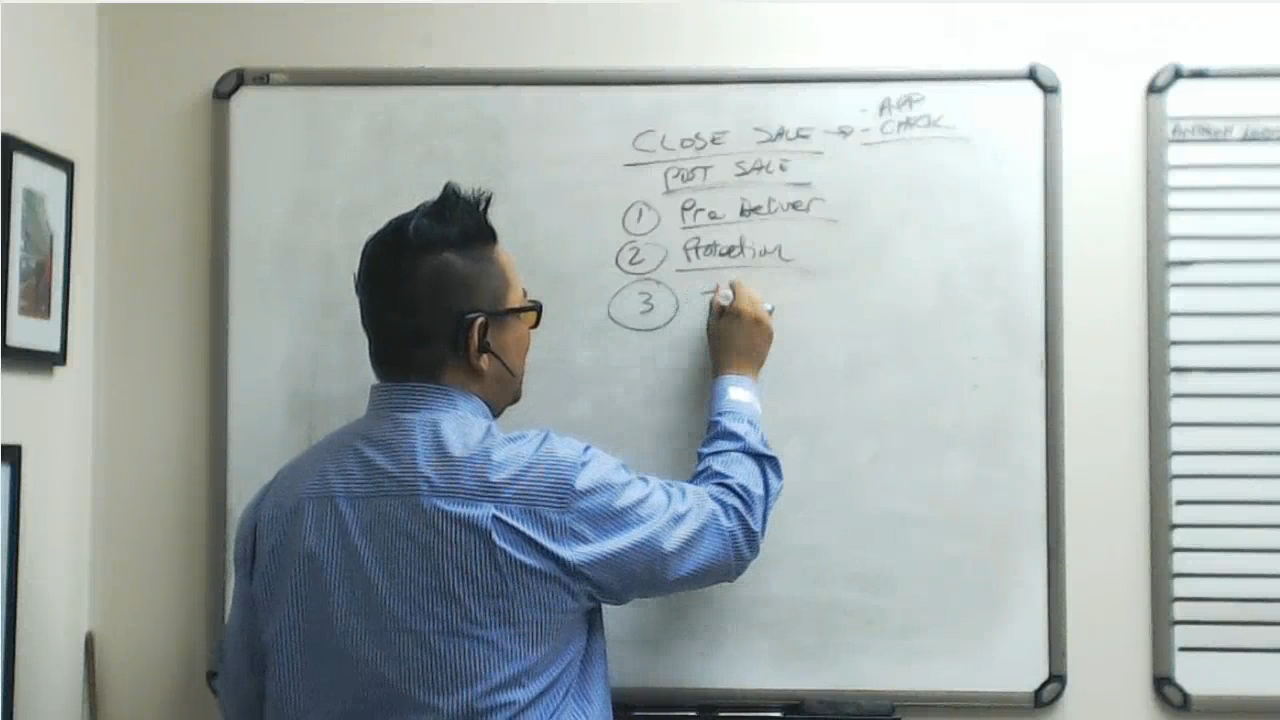 - APP
CLOSE SALE → - CHECK
POST SALE
1 Pre Deliver
2 Protection
3